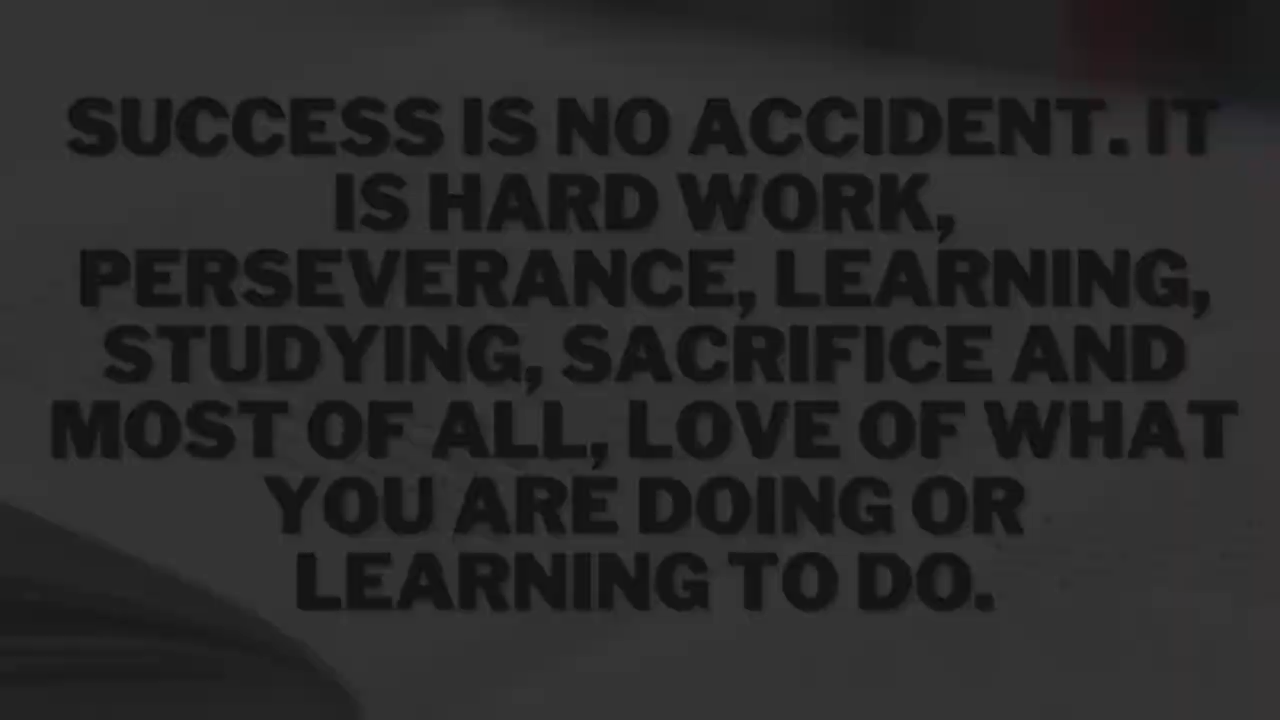 SUCCESS IS NO ACCIDENT. IT
IS HARD WORK,
PERSEVERANCE, LEARNING,
STUDYING, SACRIFICE AND
MOST OF ALL, LOVE OF WHAT
YOU ARE DOING OR
LEARNING TO DO.